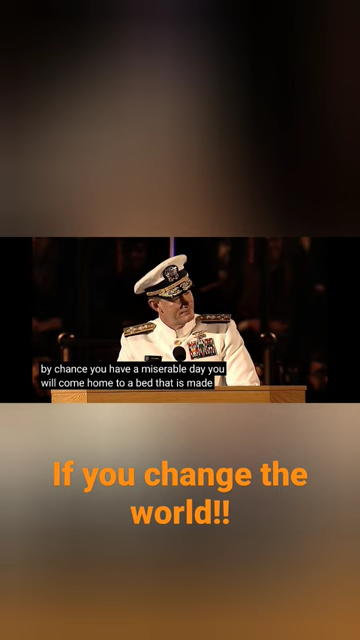 by chance you have a miserable day you
will come home to a bed that is made
If you change the
world!!